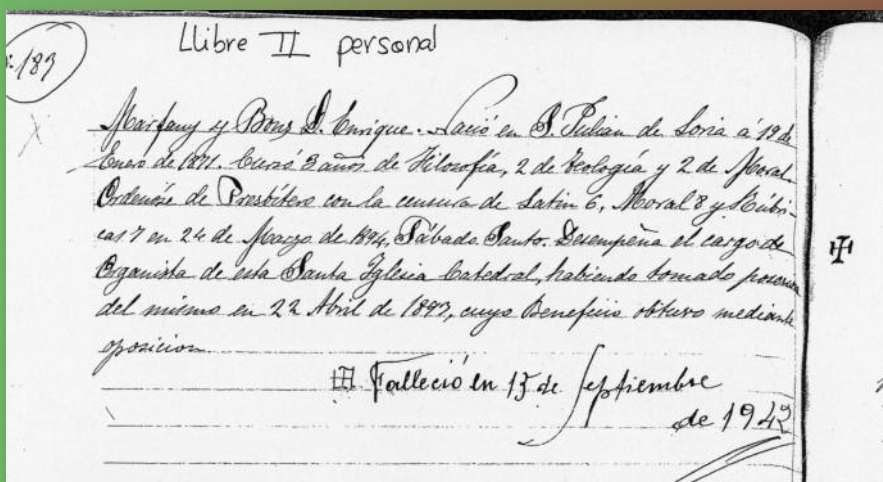 Llibre II personal
183
Marfany y Bons D. Enrique. Nació en S. Julian de Loria á 19 de
Enero de 1871. Cursó 3 años de Filosofía, 2 de Teología y 2 de Moral.
Ordenóse de Presbítero con la censura de Latin 6, Moral 8 y Rúbri-
cas 7 en 24 de Marzo de 1894, Sábado Santo. Desempeña el cargo de
Organista de esta Santa Iglesia Catedral, habiendo tomado posesion
del mismo en 22 Abril de 1893, cuyo Beneficio obtuvo mediante
oposicion
Falleció en 15 de Septiembre
de 1942